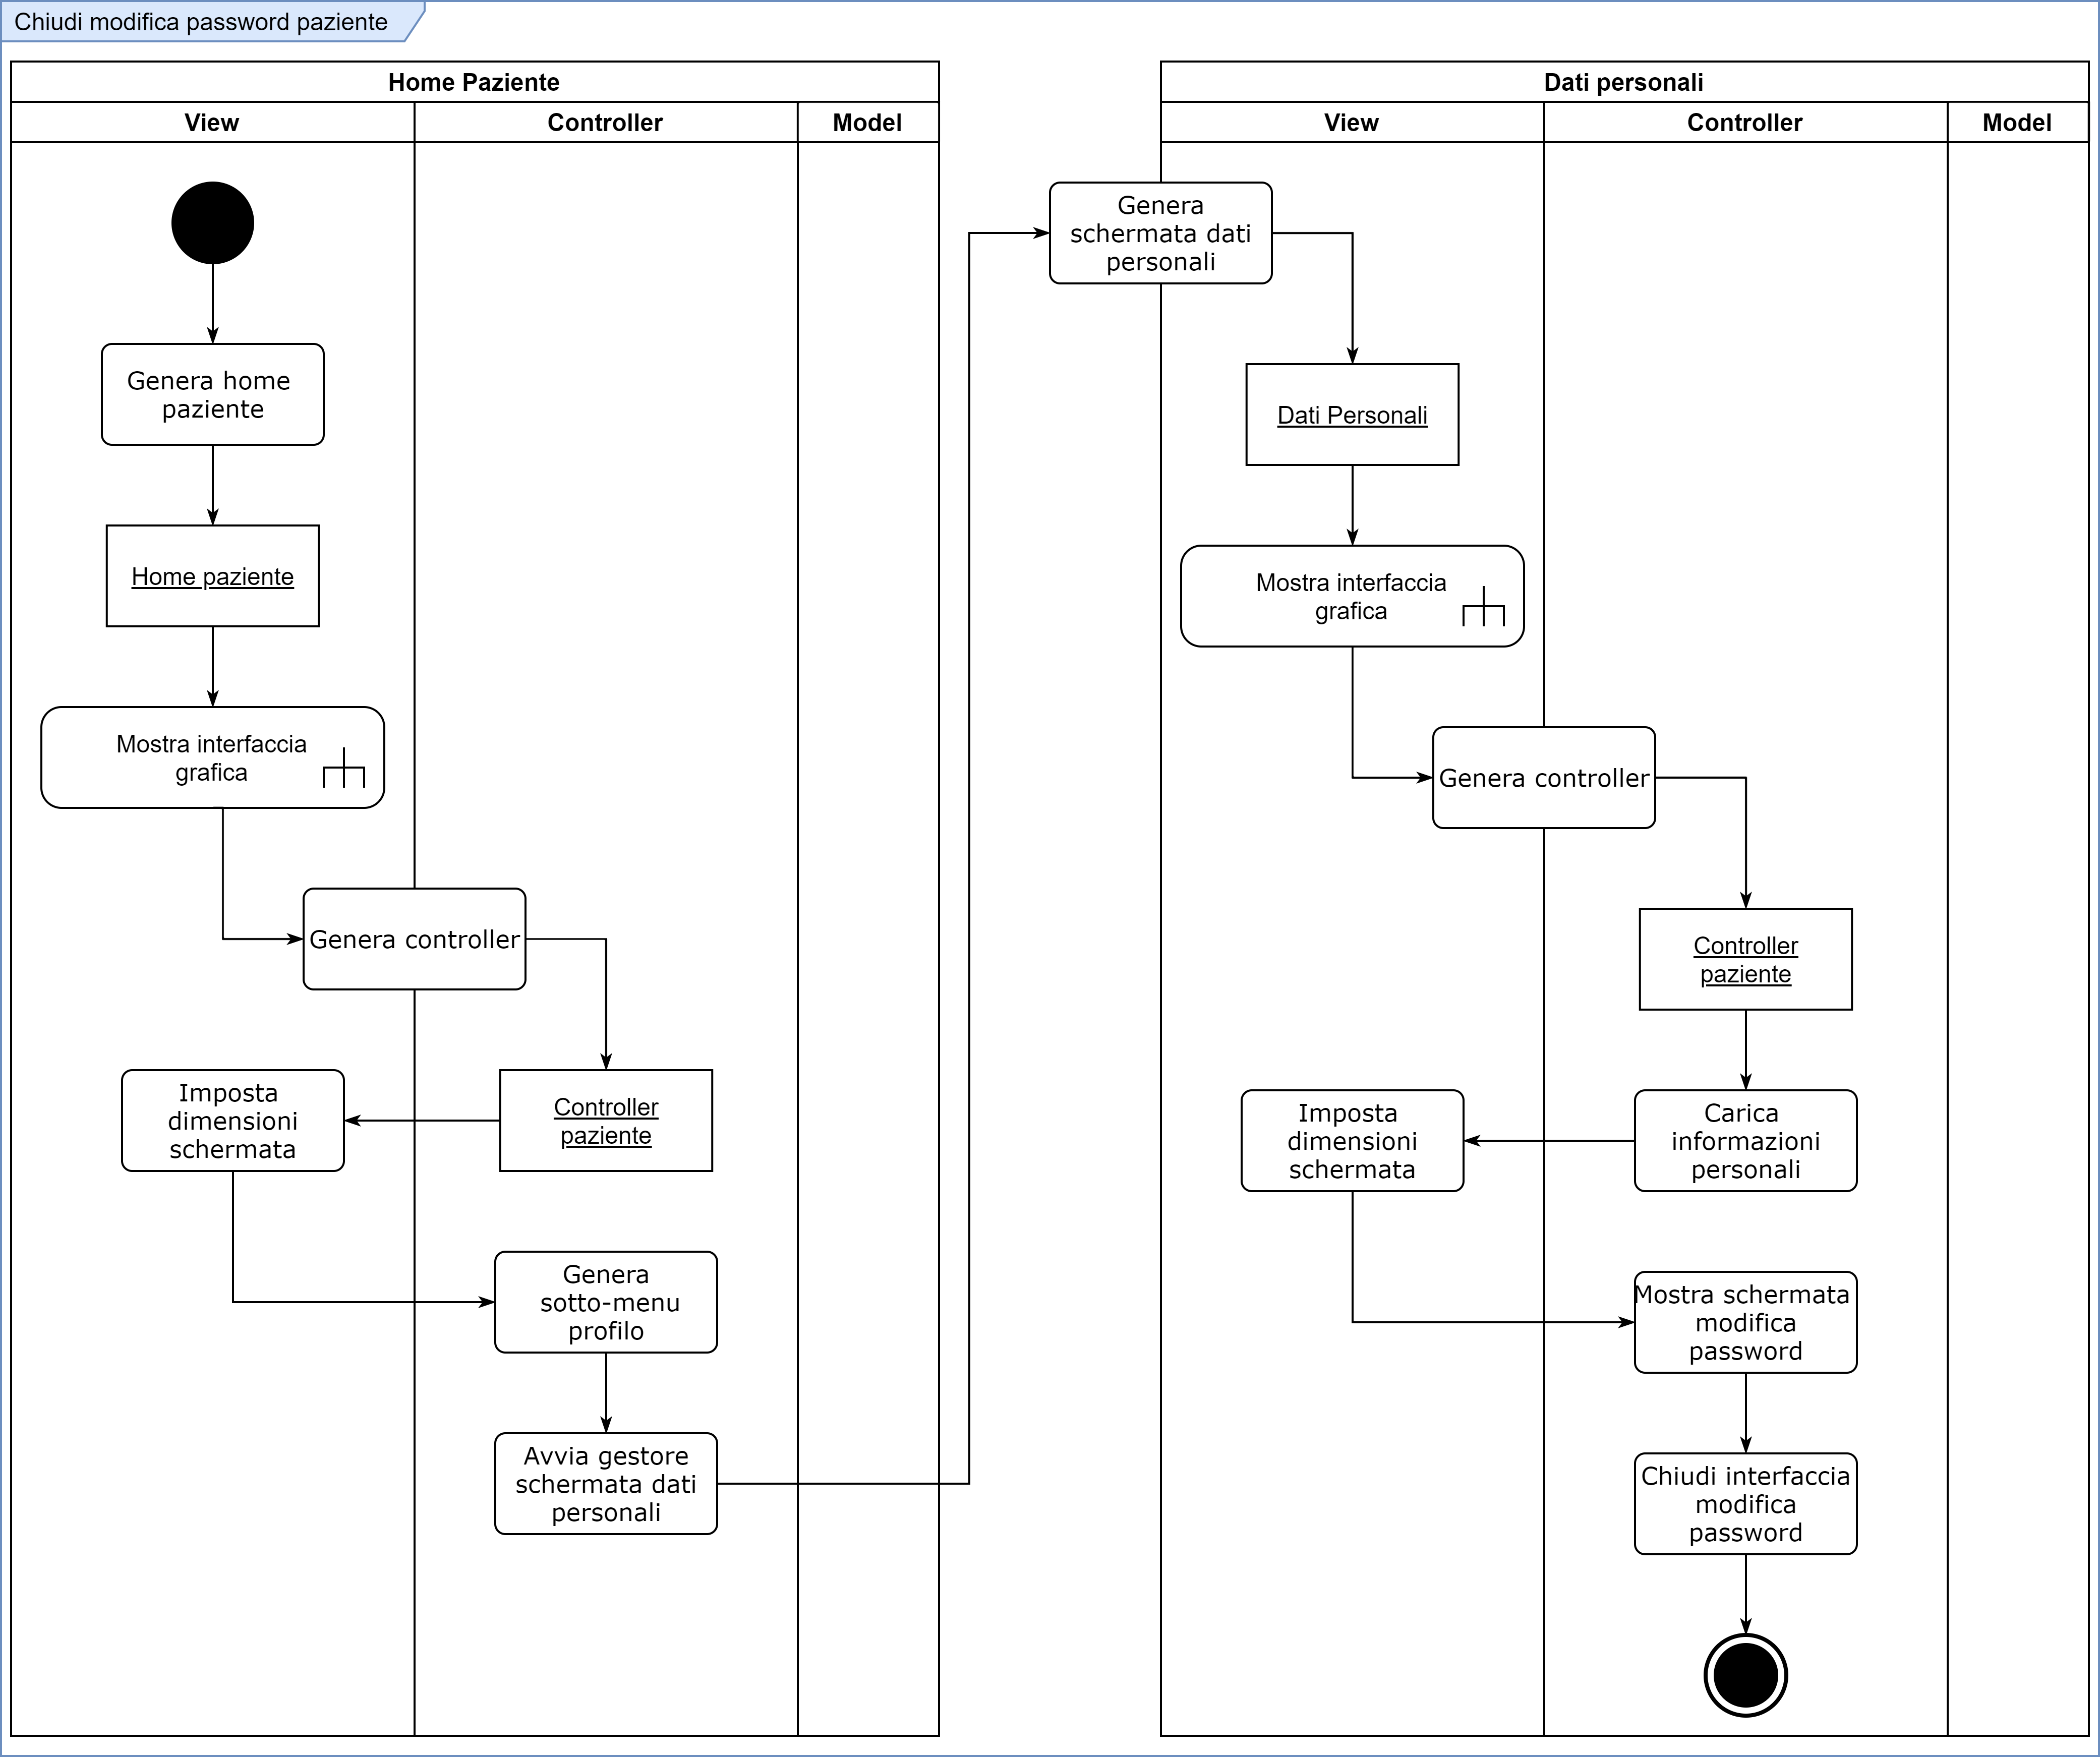 Chiudi modifica password paziente
Home Paziente
View
Controller
Model
Genera home
paziente
Home paziente
Mostra interfaccia
grafica
Genera controller
Controller
paziente
Imposta
dimensioni
schermata
Genera
sotto-menu
profilo
Avvia gestore
schermata dati
personali
Dati personali
View
Controller
Model
Genera
schermata dati
personali
Dati Personali
Mostra interfaccia
grafica
Genera controller
Controller
paziente
Carica
informazioni
personali
Imposta
dimensioni
schermata
Mostra schermata
modifica
password
Chiudi interfaccia
modifica
password